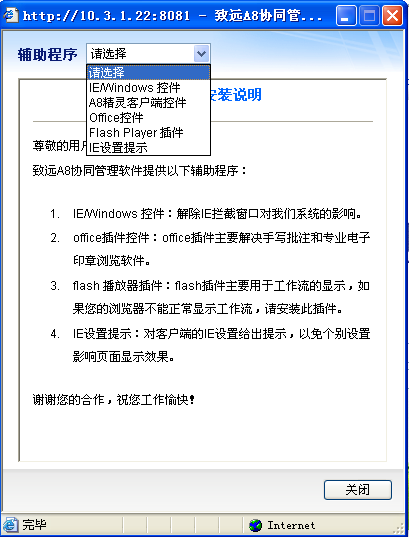 http://10.3.1.22:8081 - 致远A8协同管...
辅助程序 请选择
请选择
IE/Windows 控件
A8精灵客户端控件
Office控件
Flash Player 插件
IE设置提示
安装说明
尊敬的用户
致远A8协同管理软件提供以下辅助程序：
1. IE/Windows 控件：解除IE拦截窗口对我们系统的影响。
2. office插件控件：office插件主要解决手写批注和专业电子
印章浏览软件。
3. flash 播放器插件：flash插件主要用于工作流的显示，如
果您的浏览器不能正常显示工作流，请安装此插件。
4. IE设置提示：对客户端的IE设置给出提示，以免个别设置
影响页面显示效果。
谢谢您的合作，祝您工作愉快！
关闭
完毕 Internet